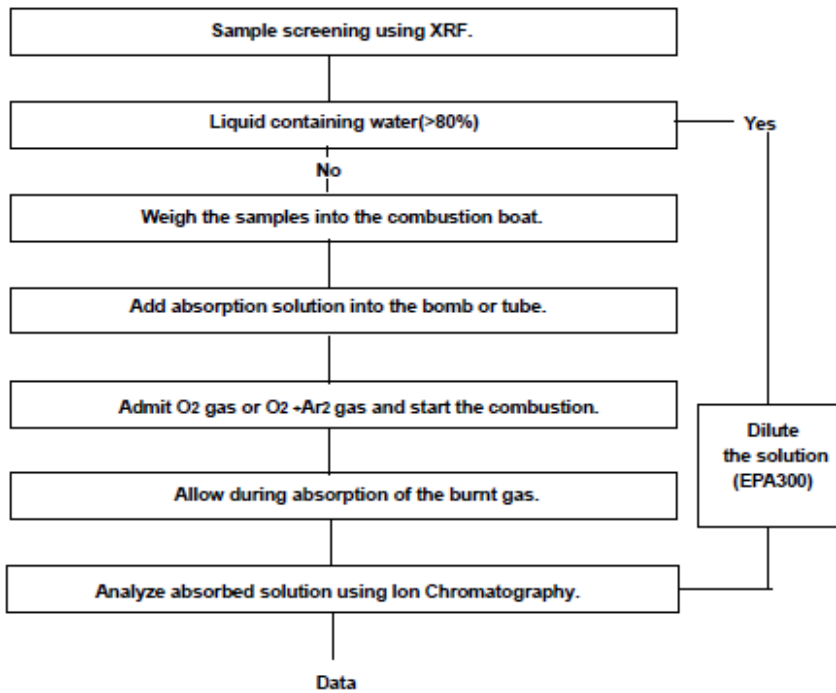 Sample screening using XRF.
Liquid containing water(>80%)
Yes
No
Weigh the samples into the combustion boat.
Add absorption solution into the bomb or tube.
Admit O2 gas or O2 +Ar2 gas and start the combustion.
Dilute
the solution
(EPA300)
Allow during absorption of the burnt gas.
Analyze absorbed solution using Ion Chromatography.
Data